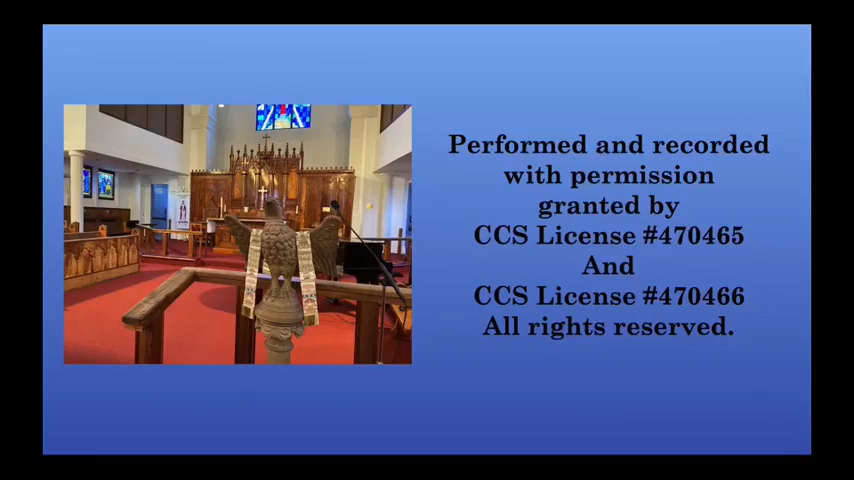 Performed and recorded
with permission
granted by
CCS License #470465
And
CCS License #470466
All rights reserved.